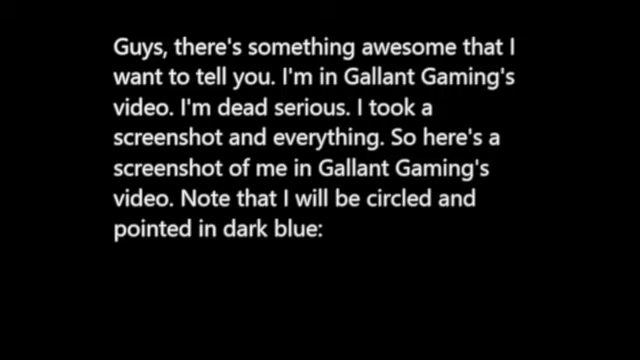 Guys, there's something awesome that I
want to tell you. I'm in Gallant Gaming's
video. I'm dead serious. I took a
screenshot and everything. So here's a
screenshot of me in Gallant Gaming's
video. Note that I will be circled and
pointed in dark blue: